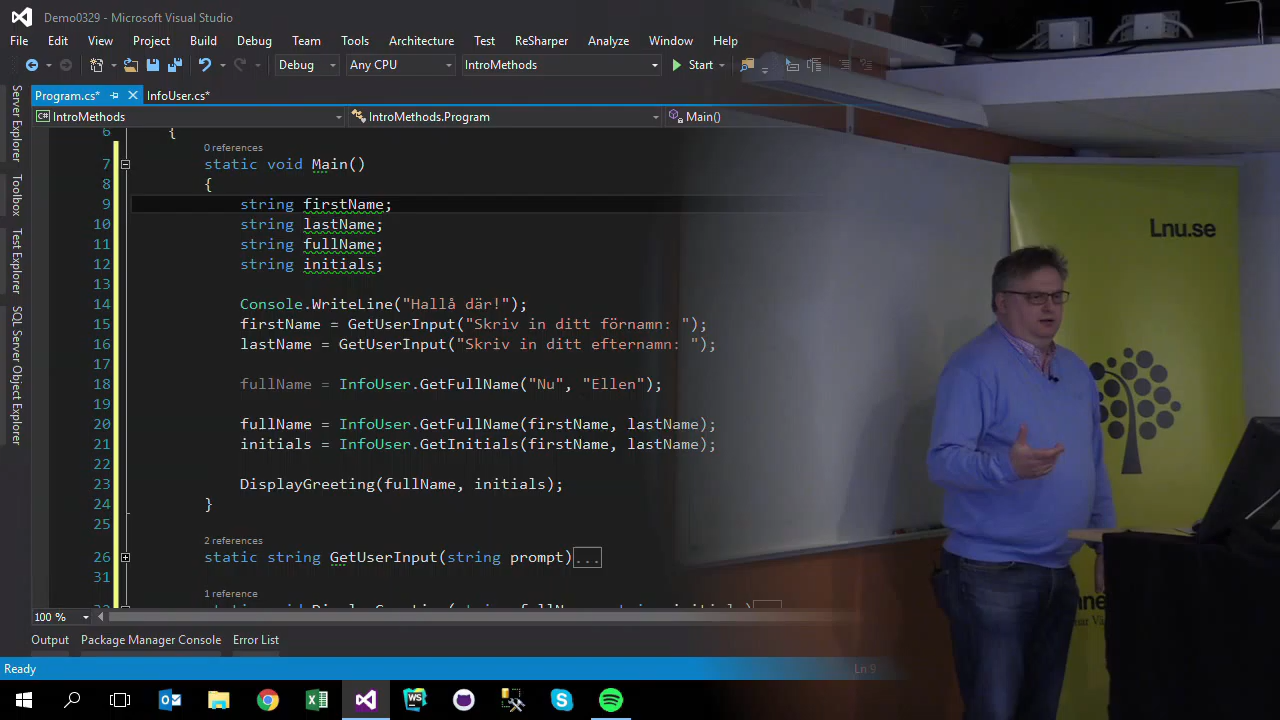 Demo0329 - Microsoft Visual Studio
File Edit View Project Build Debug Team Tools Architecture Test ReSharper Analyze Window Help
Debug Any CPU IntroMethods Start
Program.cs* InfoUser.cs*
IntroMethods IntroMethods.Program Main()
Server Explorer
Toolbox
Test Explorer
SQL Server Object Explorer
6 {
0 references
7 static void Main()
8 {
9 string firstName;
10 string lastName;
11 string fullName;
12 string initials;
13
14 Console.WriteLine("Hallå där!");
15 firstName = GetUserInput("Skriv in ditt förnamn: ");
16 lastName = GetUserInput("Skriv in ditt efternamn: ");
17
18 fullName = InfoUser.GetFullName("Nu", "Ellen");
19
20 fullName = InfoUser.GetFullName(firstName, lastName);
21 initials = InfoUser.GetInitials(firstName, lastName);
22
23 DisplayGreeting(fullName, initials);
24 }
25
2 references
26 static string GetUserInput(string prompt)...
31
1 reference
100 %
Output Package Manager Console Error List
Ready Ln 9
Lnu.se